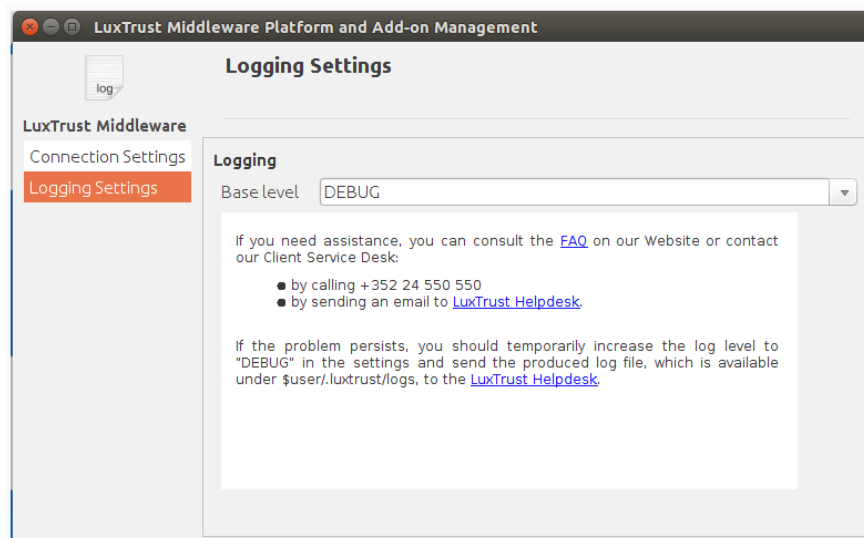 LuxTrust Middleware Platform and Add-on Management
log
Logging Settings
LuxTrust Middleware
Connection Settings
Logging Settings
Logging
Base level DEBUG
If you need assistance, you can consult the FAQ on our Website or contact
our Client Service Desk:
● by calling +352 24 550 550
● by sending an email to LuxTrust Helpdesk.
If the problem persists, you should temporarily increase the log level to
"DEBUG" in the settings and send the produced log file, which is available
under $user/.luxtrust/logs, to the LuxTrust Helpdesk.